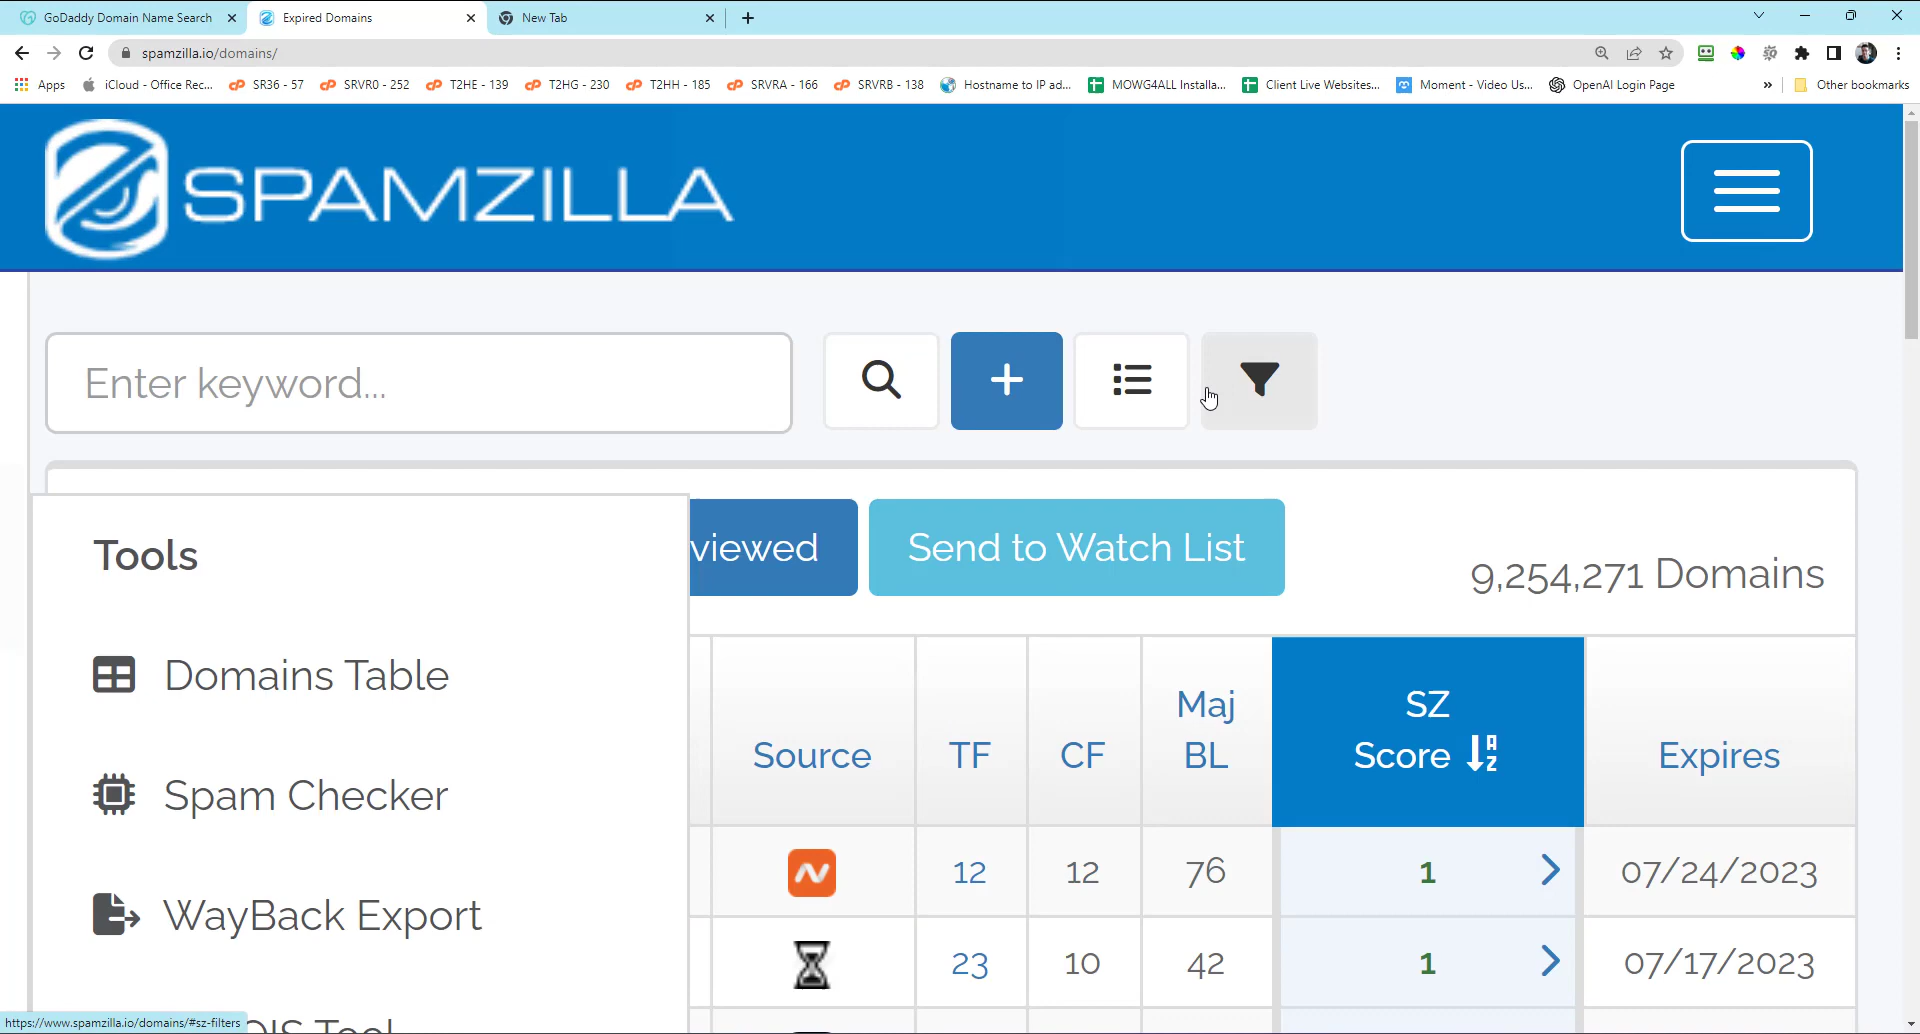 GoDaddy Domain Name Search
Expired Domains
New Tab
spamzilla.io/domains/
Apps
iCloud - Office Rec...
SR36 - 57
SRVR0 - 252
T2HE - 139
T2HG - 230
T2HH - 185
SRVRA - 166
SRVRB - 138
Hostname to IP ad...
MOWG4ALL Installa...
Client Live Websites...
Moment - Video Us...
OpenAI Login Page
»
Other bookmarks
SPAMZILLA
Enter keyword...
viewed
Send to Watch List
9,254,271 Domains
Tools
Domains Table
Spam Checker
WayBack Export
Source
TF
CF
Maj
BL
SZ
Score
Expires
12
12
76
1
07/24/2023
23
10
42
1
07/17/2023
https://www.spamzilla.io/domains/#sz-filters